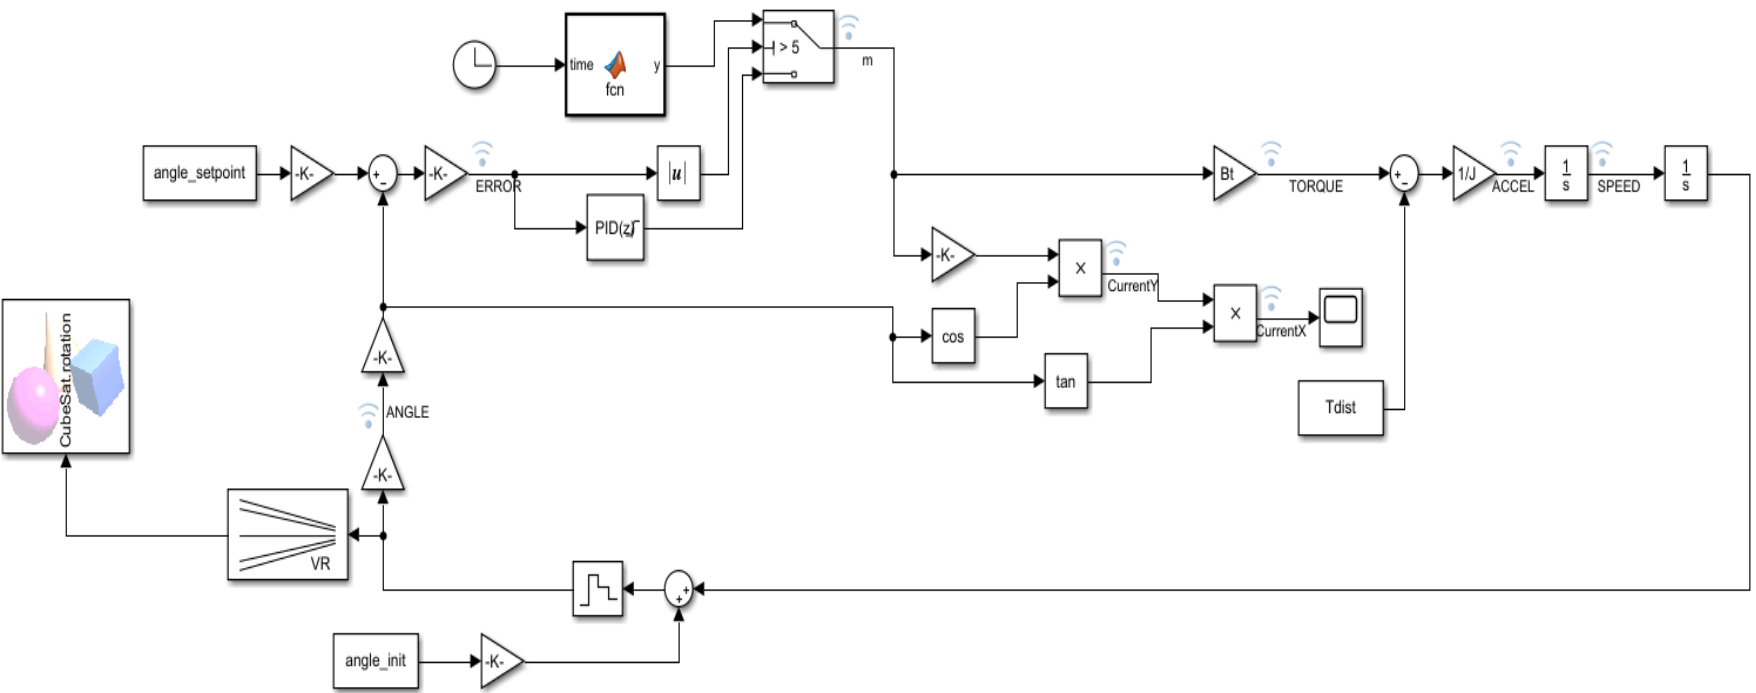 time
y
fcn
> 5
m
angle_setpoint
-K-
+
-
-K-
ERROR
|u|
PID(z)
Bt
TORQUE
+
-
1/J
ACCEL
1
s
SPEED
1
s
-K-
×
CurrentY
cos
×
CurrentX
tan
Tdist
CubeSat.rotation
-K-
ANGLE
-K-
VR
+
+
angle_init
-K-